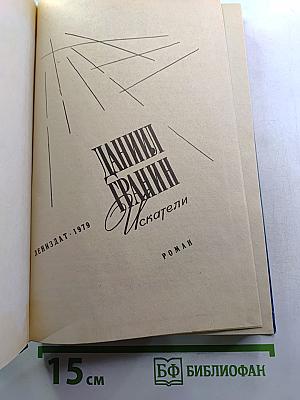 ДАНИИЛ
ГРАНИН
Искатели
ЛЕНИЗДАТ · 1979
РОМАН
15 см
БФ БИБЛИОФАН